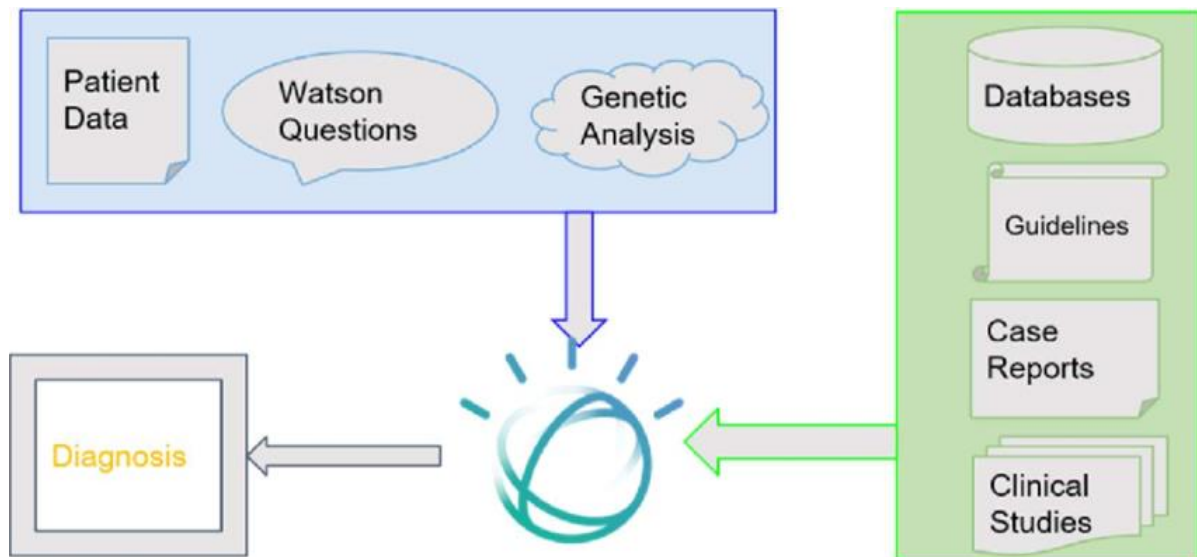 Patient
Data
Watson
Questions
Genetic
Analysis
Databases
Guidelines
Case
Reports
Clinical
Studies
Diagnosis